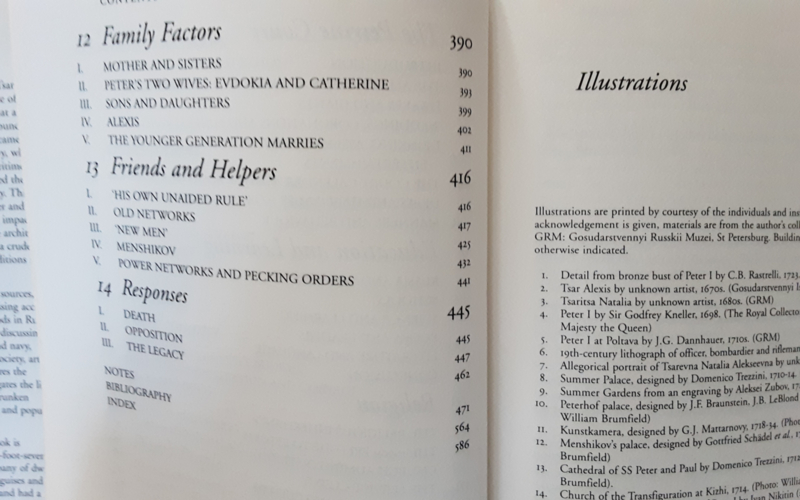 12 Family Factors 390
I. MOTHER AND SISTERS 390
II. PETER'S TWO WIVES: EVDOKIA AND CATHERINE 393
III. SONS AND DAUGHTERS 399
IV. ALEXIS 402
V. THE YOUNGER GENERATION MARRIES 411
13 Friends and Helpers 416
I. 'HIS OWN UNAIDED RULE' 416
II. OLD NETWORKS 417
III. 'NEW MEN' 425
IV. MENSHIKOV 432
V. POWER NETWORKS AND PECKING ORDERS 441
14 Responses 445
I. DEATH 445
II. OPPOSITION 447
III. THE LEGACY 462
NOTES 471
BIBLIOGRAPHY 564
INDEX 586
Illustrations
Illustrations are printed by courtesy of the individuals and
acknowledgement is given, materials are from the author's
GRM: Gosudarstvennyi Russkii Muzei, St Petersburg.
otherwise indicated.
1. Detail from bronze bust of Peter I by C.B. Rastrelli, 1723.
2. Tsar Alexis by unknown artist, 1670s. (Gosudarstvennyi
3. Tsaritsa Natalia by unknown artist, 1680s. (GRM)
4. Peter I by Sir Godfrey Kneller, 1698. (The Royal
Majesty the Queen)
5. Peter I at Poltava by J.G. Dannhauer, 1710s. (GRM)
6. 19th-century lithograph of officer, bombardier and
7. Allegorical portrait of Tsarevna Natalia Alekseevna by
8. Summer Palace, designed by Domenico Trezzini, 1710-14.
9. Summer Gardens from an engraving by Aleksei Zubov,
10. Peterhof palace, designed by J.F. Braunstein, J.B. LeBlond
William Brumfield)
11. Kunstkamera, designed by G.J. Mattarnovy, 1718-34.
12. Menshikov's palace, designed by Gottfried Schädel et al.,
13. Cathedral of SS Peter and Paul by Domenico Trezzini,
Brumfield).
14. Church of the Transfiguration at Kizhi, 1714. (Photo: